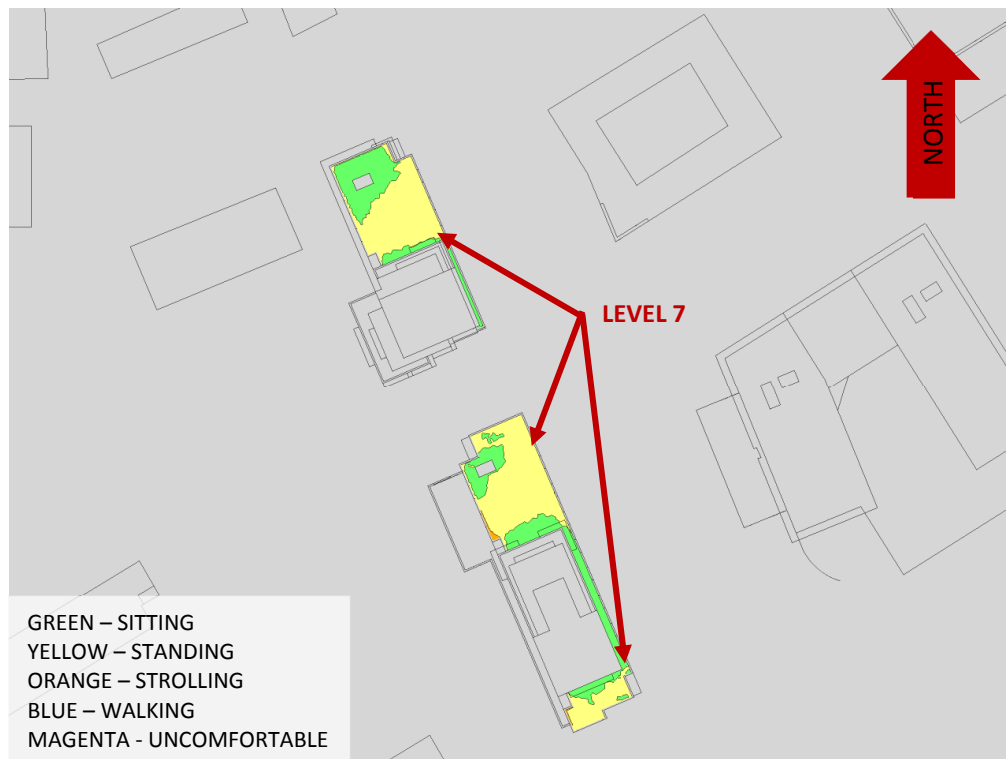 NORTH
LEVEL 7
GREEN – SITTING
YELLOW – STANDING
ORANGE – STROLLING
BLUE – WALKING
MAGENTA - UNCOMFORTABLE